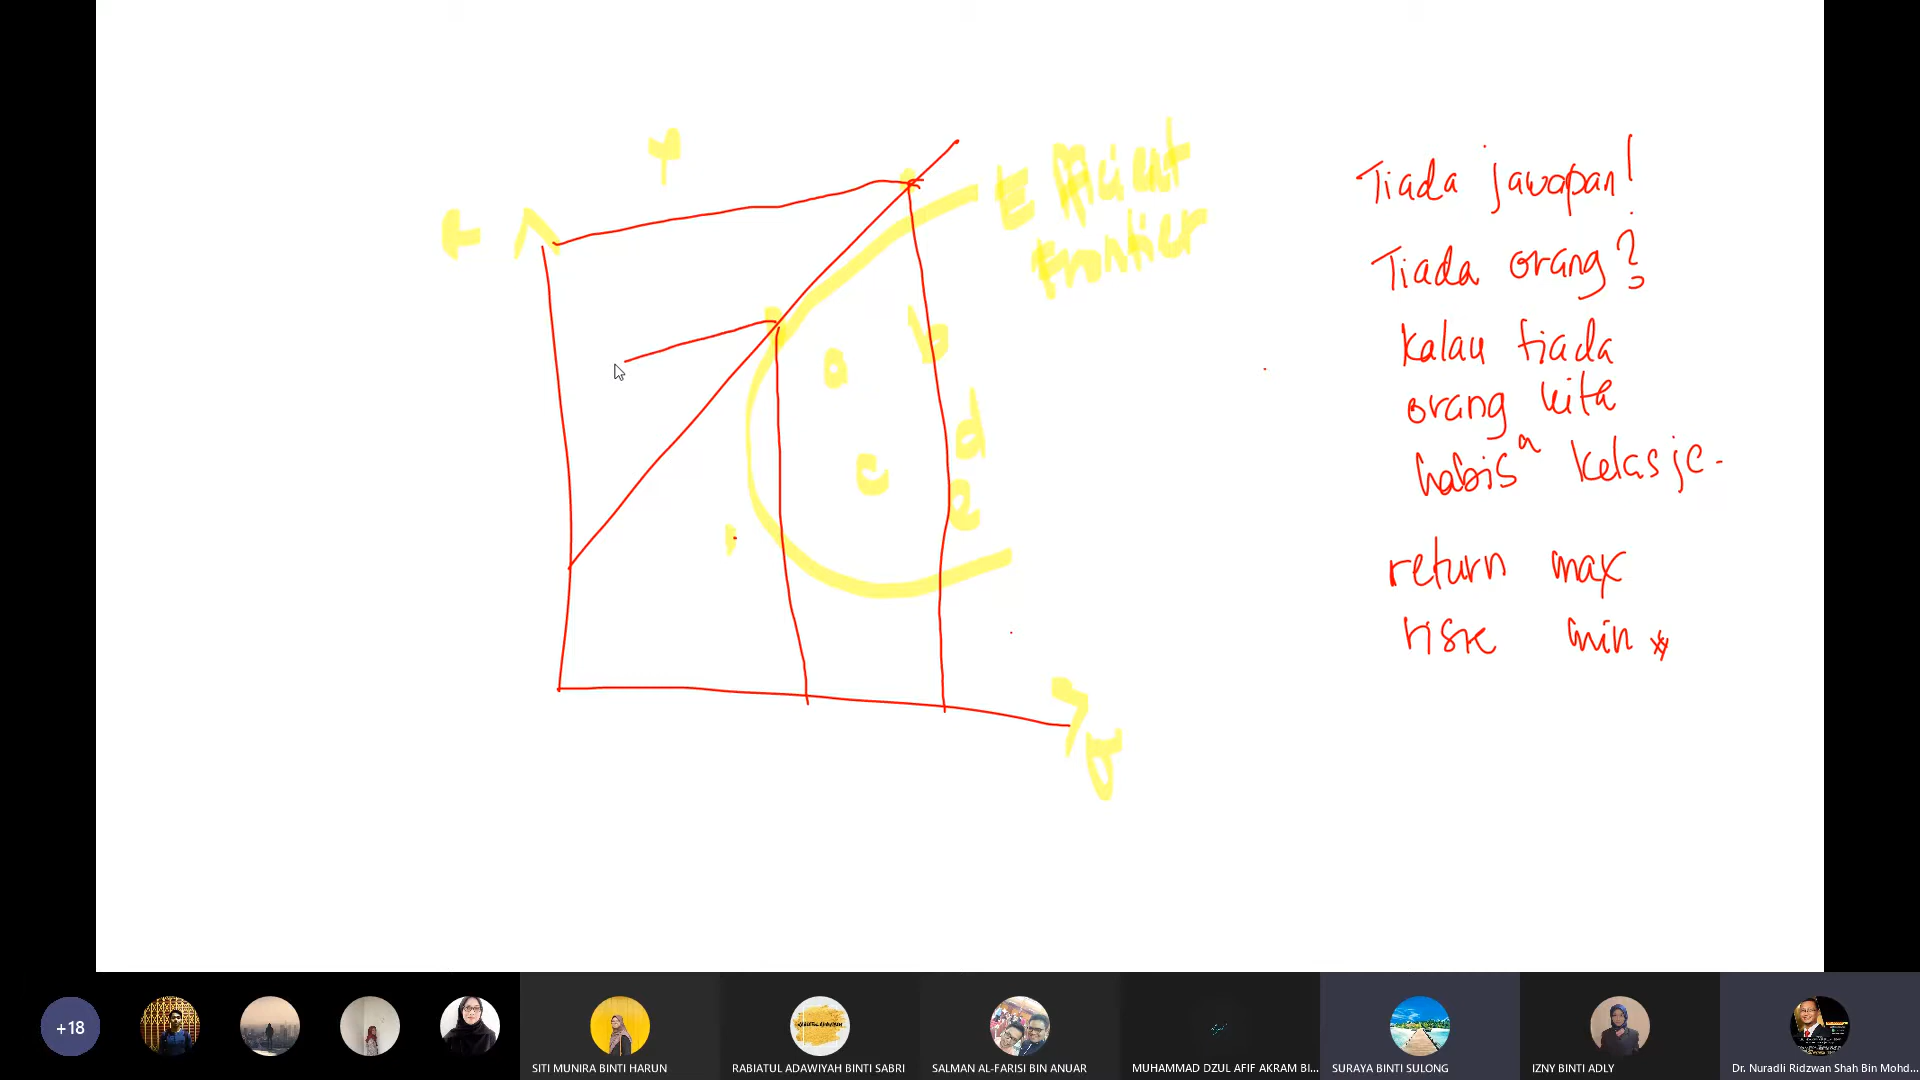 r
r
Efficient
frontier
a
b
c
d
e
σ
Tiada jawapan!
Tiada orang?
kalau tiada
orang kita
habis kelas je.
return max
risk min
+18
SITI MUNIRA BINTI HARUN
RABIATUL ADAWIYAH BINTI SABRI
SALMAN AL-FARISI BIN ANUAR
MUHAMMAD DZUL AFIF AKRAM BI...
SURAYA BINTI SULONG
IZNY BINTI ADLY
Dr. Nuradli Ridzwan Shah Bin Mohd...